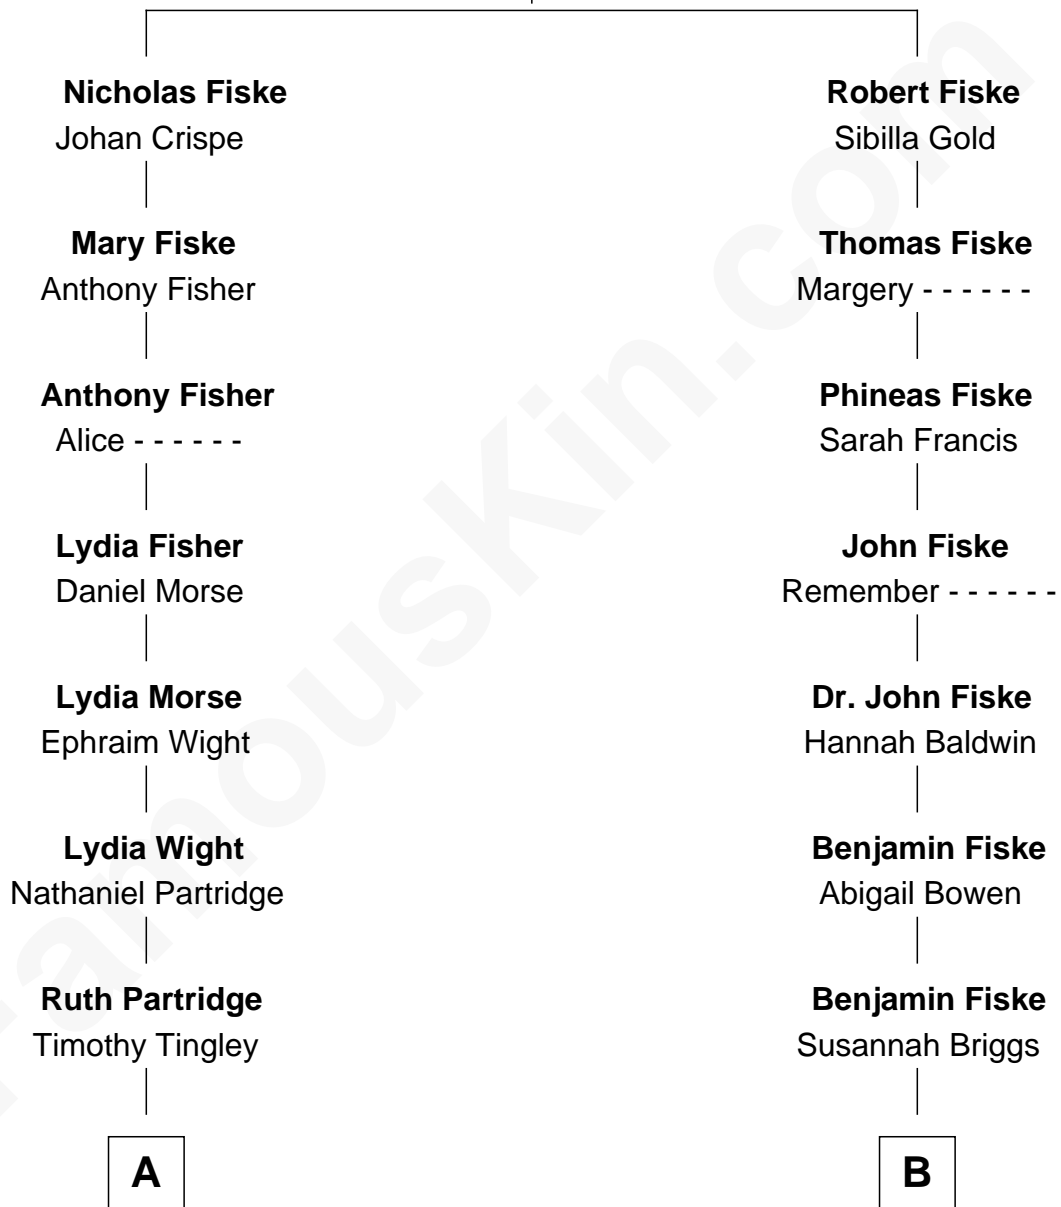 Nicholas Fiske
Johan Crispe
Mary Fiske
Anthony Fisher
Anthony Fisher
Alice - - - - - -
Lydia Fisher
Daniel Morse
Lydia Morse
Ephraim Wight
Lydia Wight
Nathaniel Partridge
Ruth Partridge
Timothy Tingley
A
Robert Fiske
Sibilla Gold
Thomas Fiske
Margery - - - - - -
Phineas Fiske
Sarah Francis
John Fiske
Remember - - - - - -
Dr. John Fiske
Hannah Baldwin
Benjamin Fiske
Abigail Bowen
Benjamin Fiske
Susannah Briggs
B
FamousKin.com